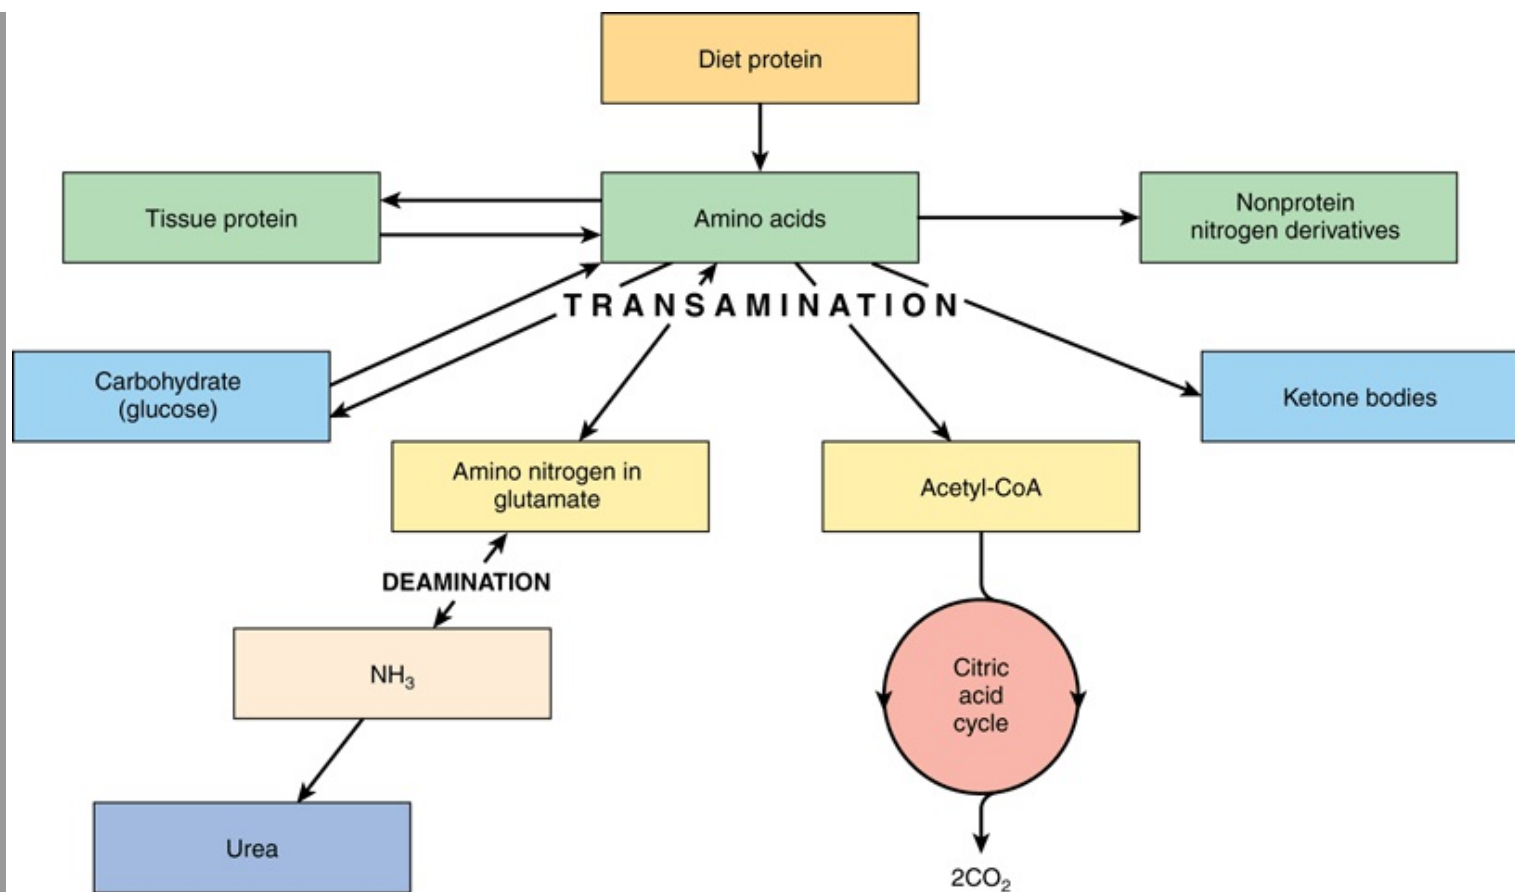 Diet protein
Tissue protein
Amino acids
Nonprotein
nitrogen derivatives
TRANSAMINATION
Carbohydrate
(glucose)
Ketone bodies
Amino nitrogen in
glutamate
Acetyl-CoA
DEAMINATION
NH₃
Citric
acid
cycle
Urea
2CO₂